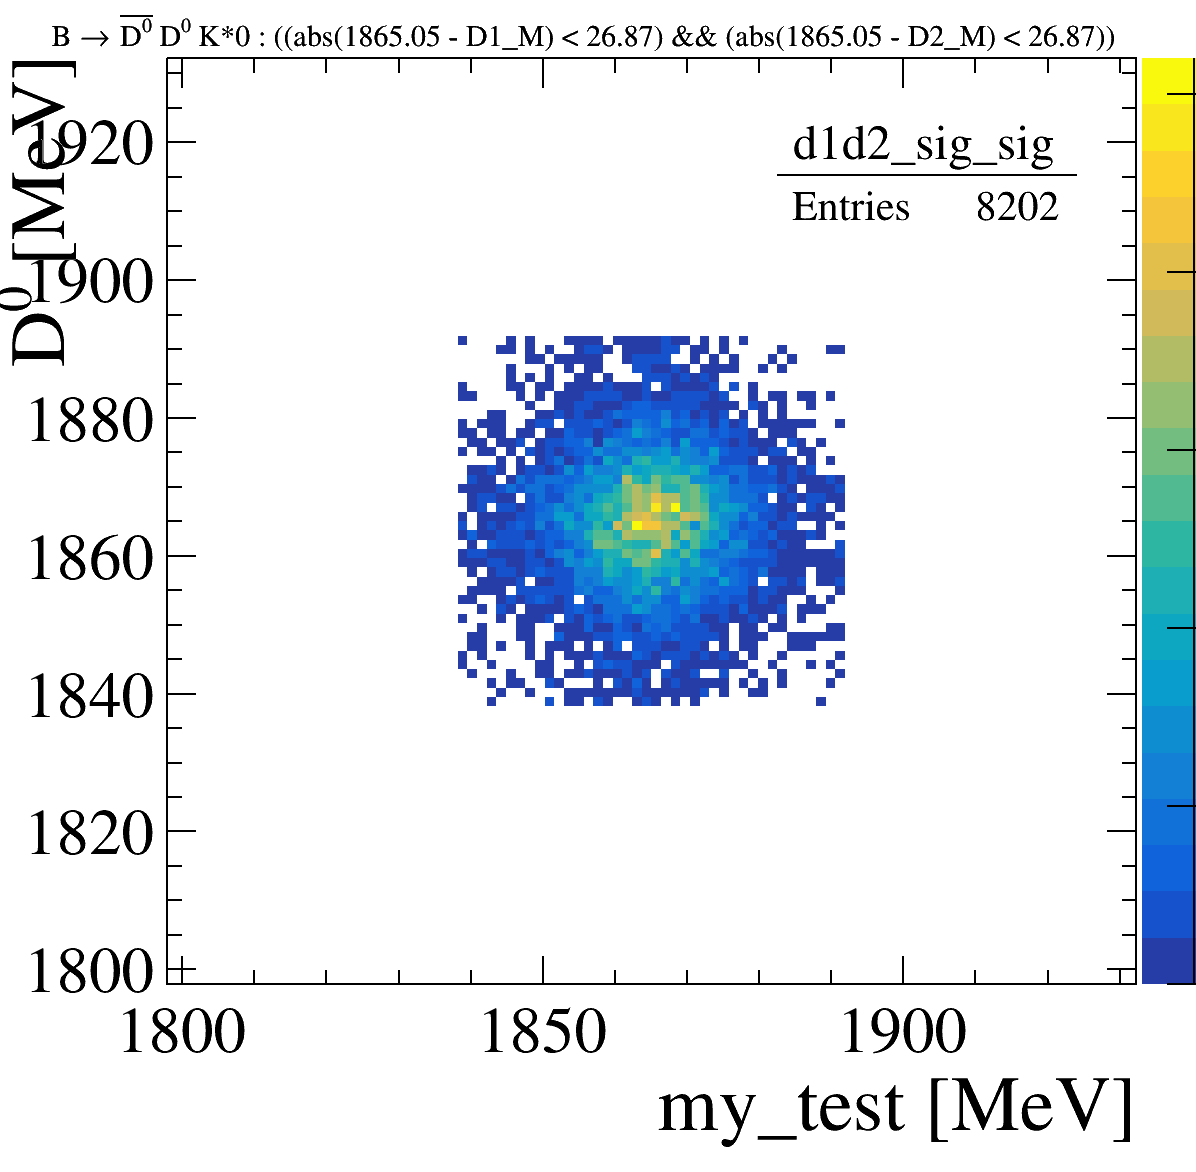 B → D⁰ D⁰ K*0 : ((abs(1865.05 - D1_M) < 26.87) && (abs(1865.05 - D2_M) < 26.87))
D⁰ [MeV]
d1d2_sig_sig
Entries 8202
1920
1900
1880
1860
1840
1820
1800
1800 1850 1900
my_test [MeV]